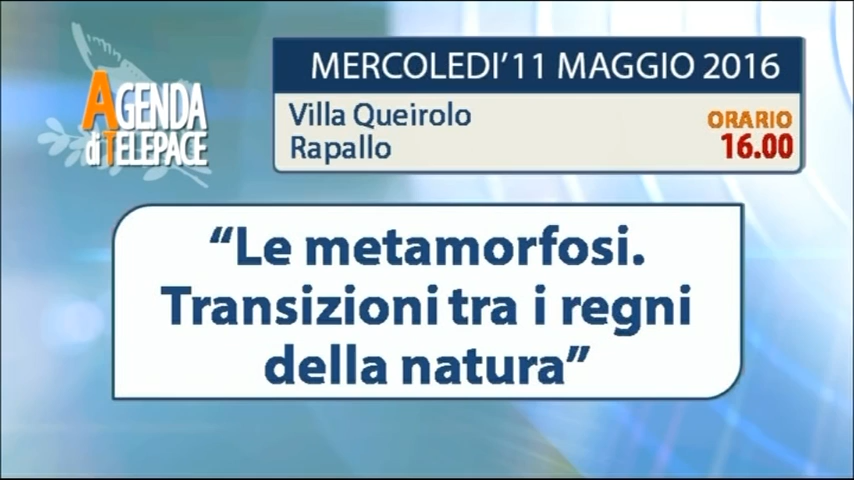 AGENDA
di TELEPACE
MERCOLEDI'11 MAGGIO 2016
Villa Queirolo
Rapallo
ORARIO
16.00
“Le metamorfosi.
Transizioni tra i regni
della natura”